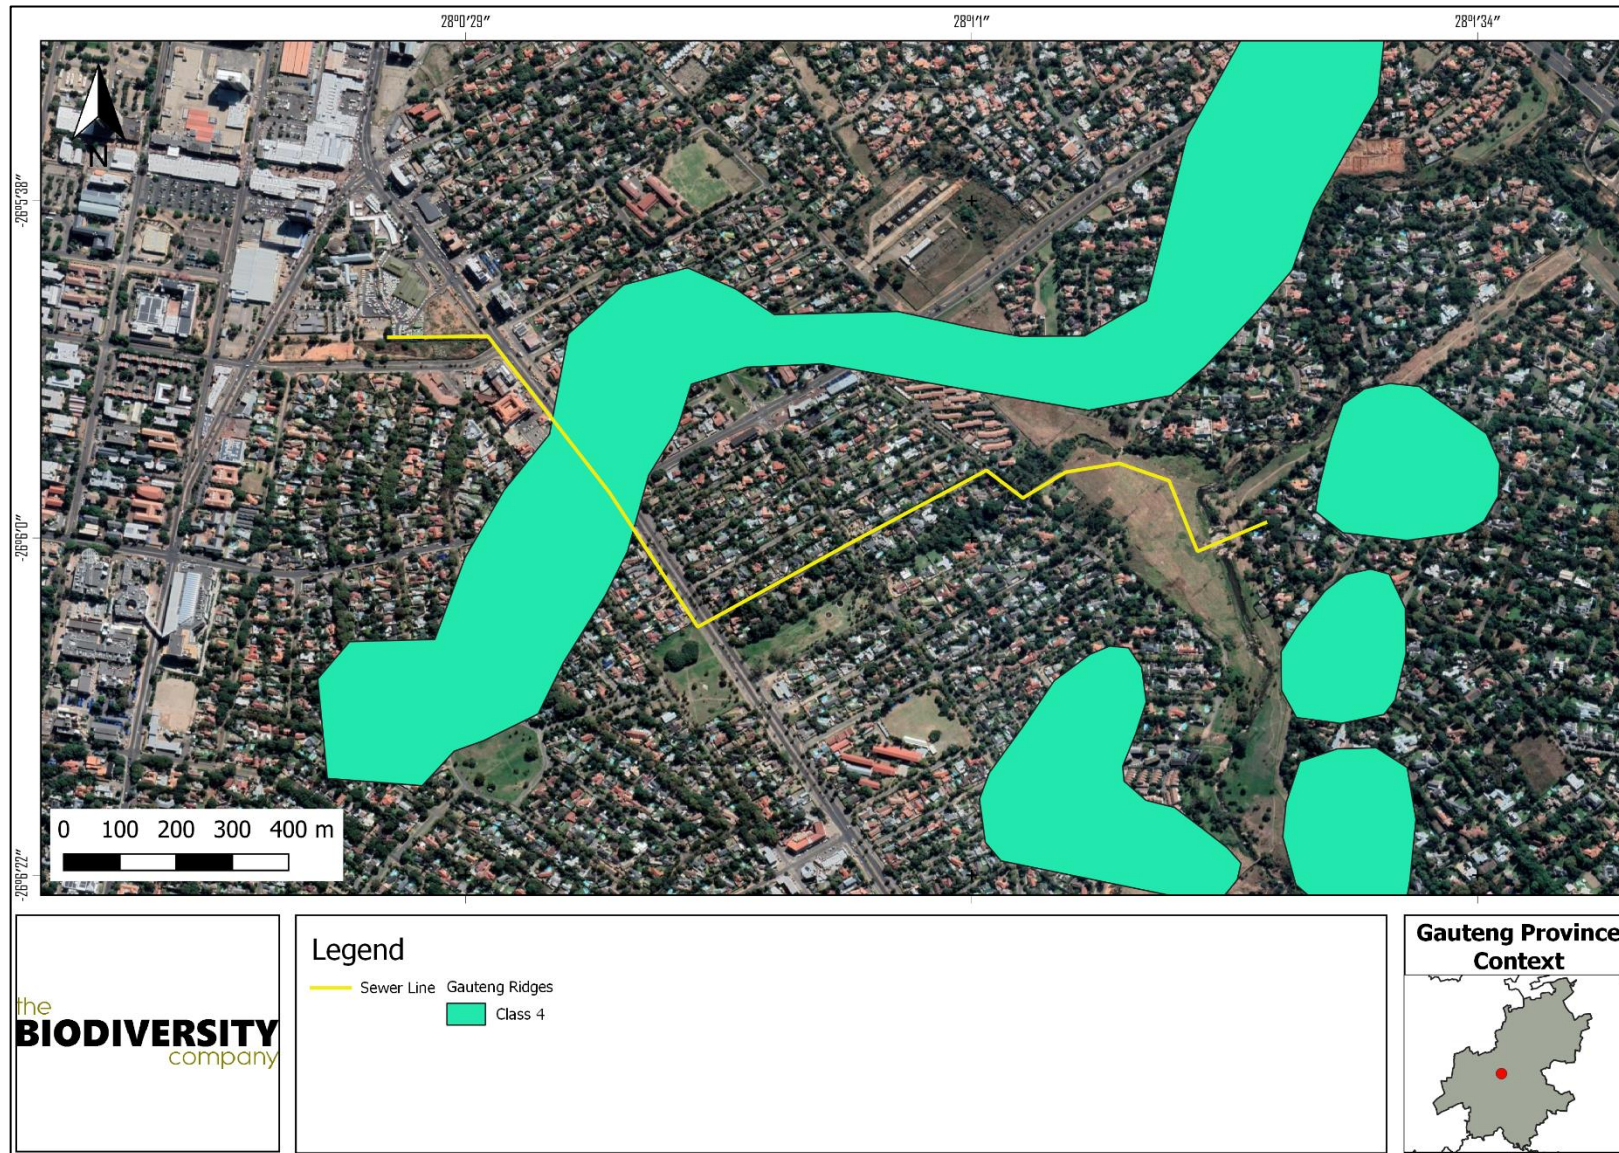 28°0'29" 28°1'1" 28°1'34"
-26°5'38"
-26°6'0"
-26°6'22"
N
0 100 200 300 400 m
the
BIODIVERSITY
company
Legend
Sewer Line
Gauteng Ridges
Class 4
Gauteng Province
Context